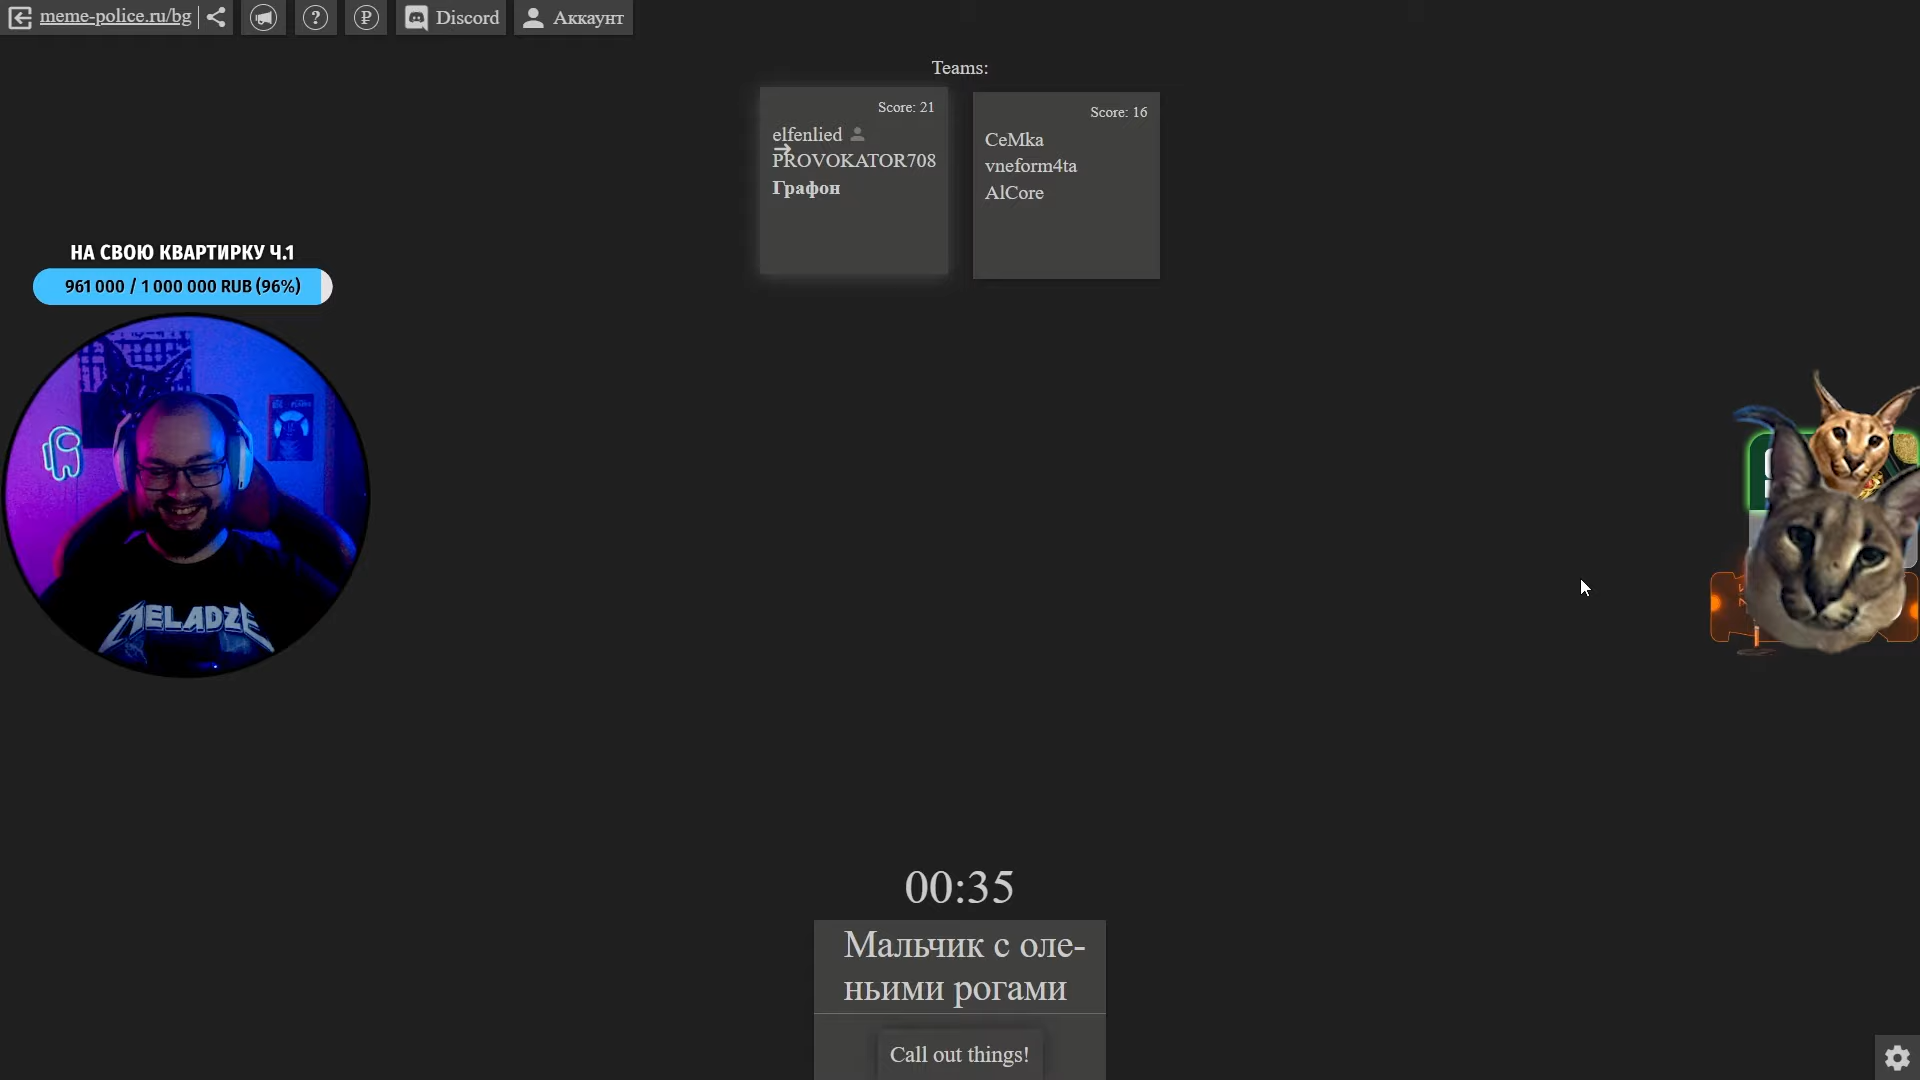 meme-police.ru/bg
?
₽
Discord
Аккаунт
Teams:
Score: 21
elfenlied
PROVOKATOR708
Графон
Score: 16
CeMka
vneform4ta
AlCore
НА СВОЮ КВАРТИРКУ Ч.1
961 000 / 1 000 000 RUB (96%)
MELADZE
00:35
Мальчик с оле-
ньими рогами
Call out things!